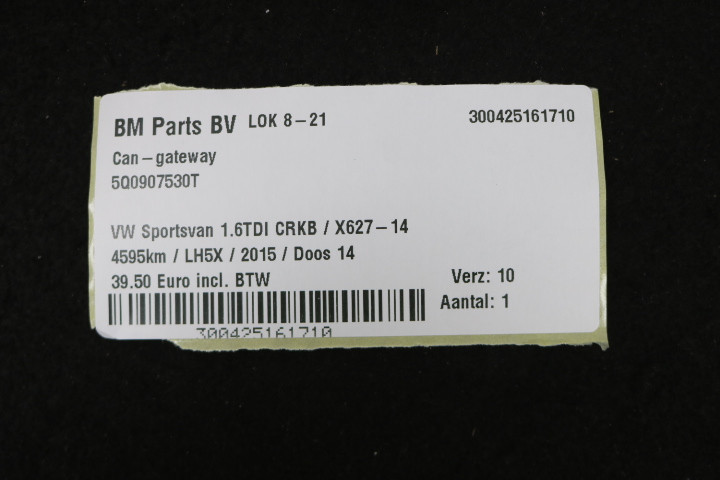 BM Parts BV LOK 8-21 300425161710
Can-gateway
5Q0907530T
VW Sportsvan 1.6TDI CRKB / X627-14
4595km / LH5X / 2015 / Doos 14
39.50 Euro incl. BTW Verz: 10
Aantal: 1
300425161710